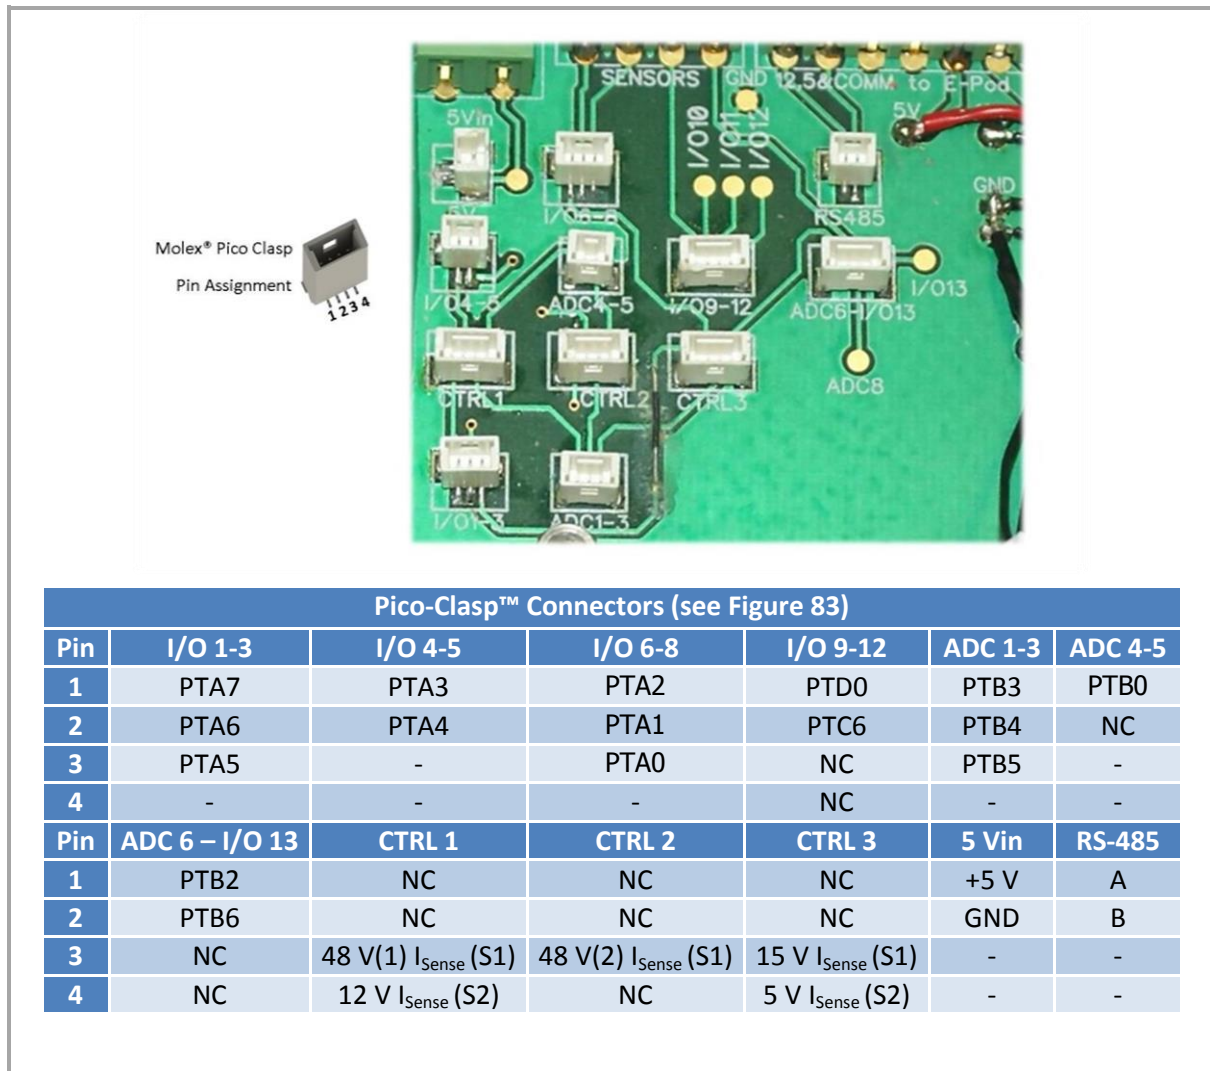 SENSORS
GND
12,5&COMM to E-Pod
5Vin
5V
I/O10
I/O11
I/O12
GND
I/O6-8
RS485
5V
Molex® Pico Clasp
Pin Assignment
1 2 3 4
I/O4-5
ADC4-5
I/O9-12
ADC6-I/O13
I/O13
ADC8
CTRL1
CTRL2
CTRL3
I/O1-3
ADC1-3
Pico-Clasp™ Connectors (see Figure 83)
Pin I/O 1-3 I/O 4-5 I/O 6-8 I/O 9-12 ADC 1-3 ADC 4-5
1 PTA7 PTA3 PTA2 PTD0 PTB3 PTB0
2 PTA6 PTA4 PTA1 PTC6 PTB4 NC
3 PTA5 - PTA0 NC PTB5 -
4 - - - NC - -
Pin ADC 6 – I/O 13 CTRL 1 CTRL 2 CTRL 3 5 Vin RS-485
1 PTB2 NC NC NC +5 V A
2 PTB6 NC NC NC GND B
3 NC 48 V(1) ISense (S1) 48 V(2) ISense (S1) 15 V ISense (S1) - -
4 NC 12 V ISense (S2) NC 5 V ISense (S2) - -